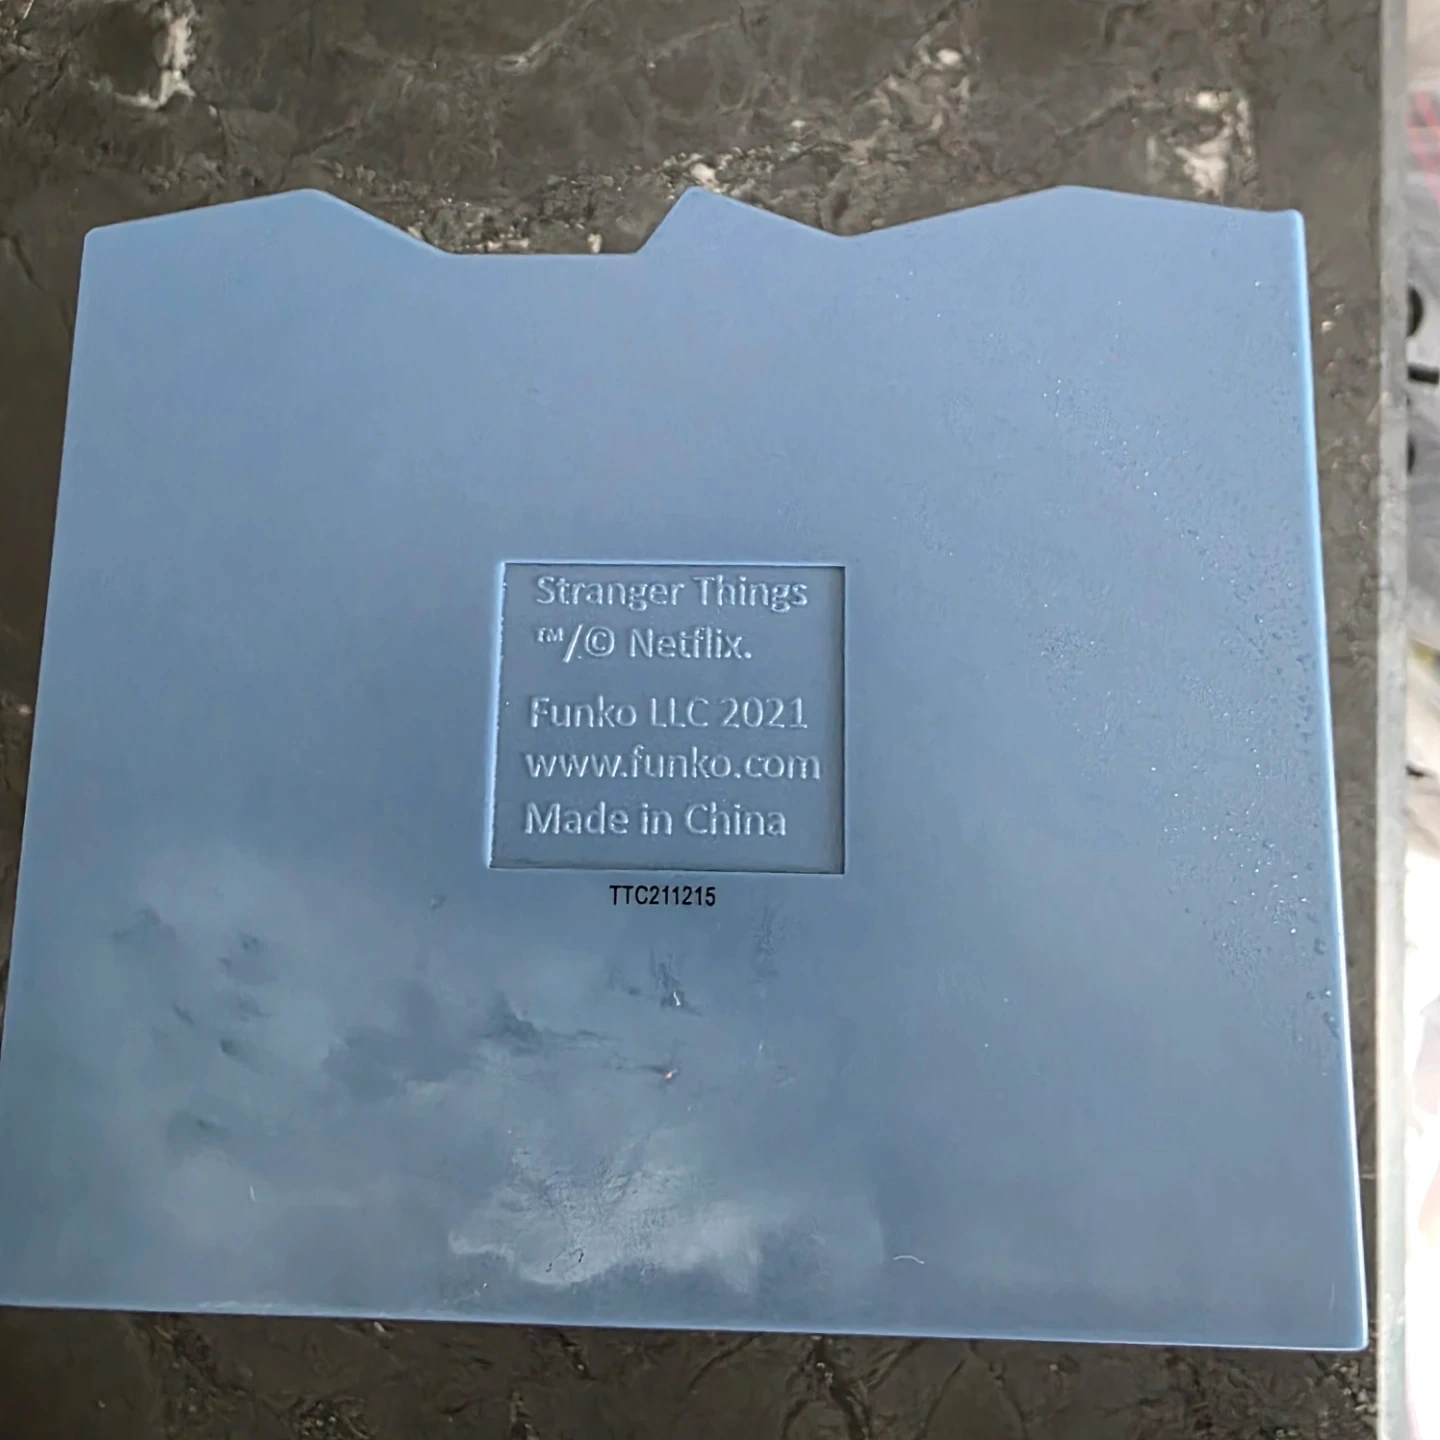 Stranger Things
™/© Netflix.
Funko LLC 2021
www.funko.com
Made in China
TTC211215